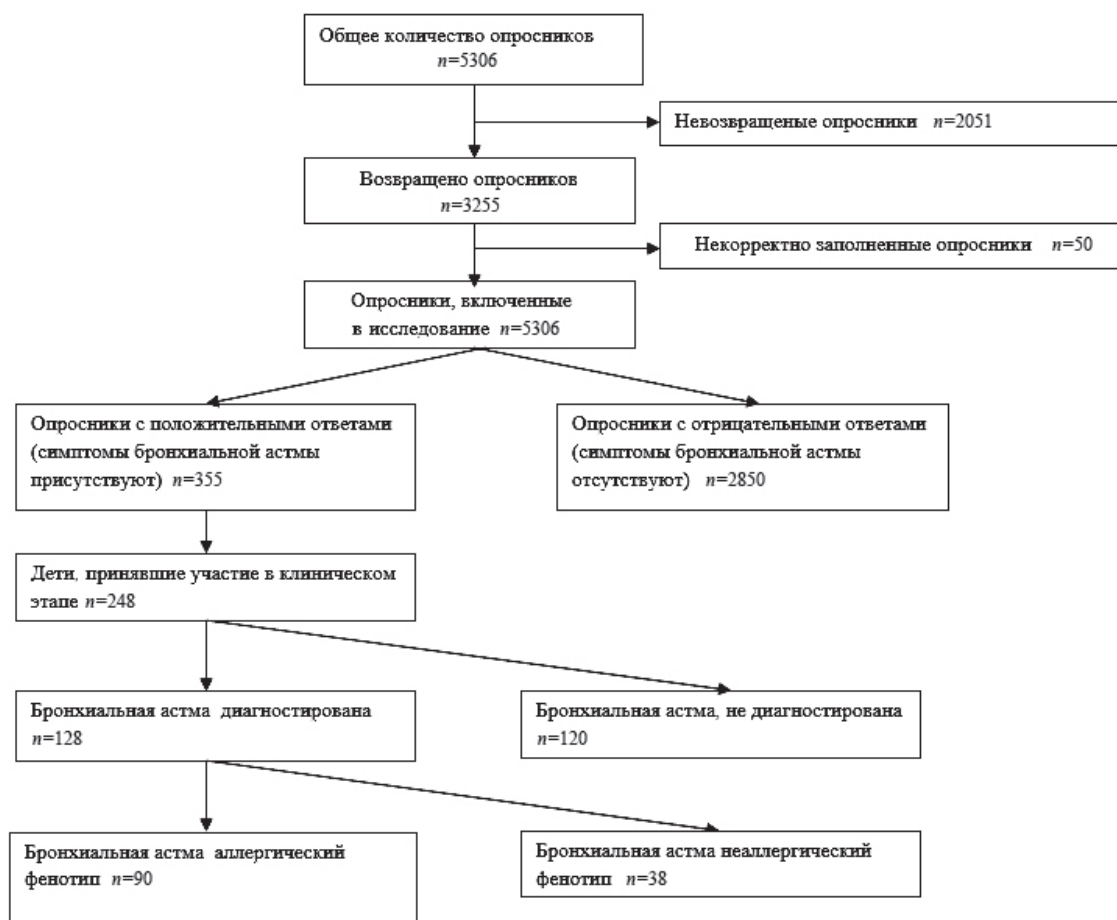 Общее количество опросников
n=5306
Невозвращеные опросники n=2051
Возвращено опросников
n=3255
Некорректно заполненные опросники n=50
Опросники, включенные
в исследование n=5306
Опросники с положительными ответами
(симптомы бронхиальной астмы
присутствуют) n=355
Опросники с отрицательными ответами
(симптомы бронхиальной астмы
отсутствуют) n=2850
Дети, принявшие участие в клиническом
этапе n=248
Бронхиальная астма диагностирована
n=128
Бронхиальная астма, не диагностирована
n=120
Бронхиальная астма аллергический
фенотип n=90
Бронхиальная астма неаллергический
фенотип n=38